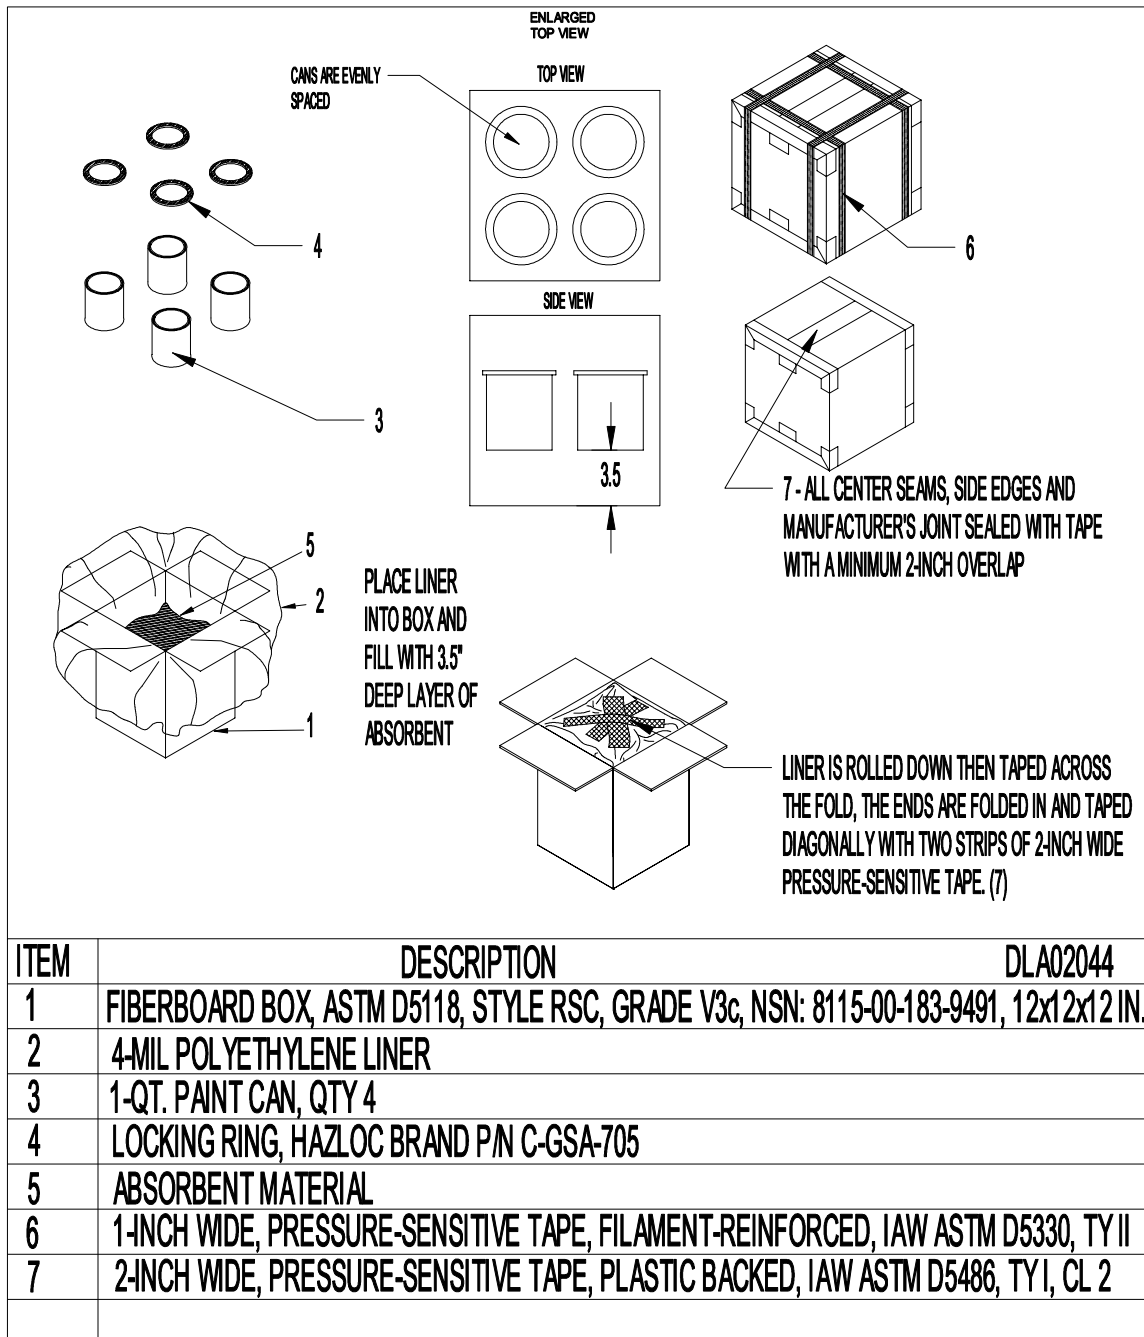 ENLARGED
TOP VIEW
CANS ARE EVENLY
SPACED
TOP VIEW
4
6
SIDE VIEW
3
3.5
7 - ALL CENTER SEAMS, SIDE EDGES AND
MANUFACTURER'S JOINT SEALED WITH TAPE
WITH A MINIMUM 2-INCH OVERLAP
5
2
1
PLACE LINER
INTO BOX AND
FILL WITH 3.5"
DEEP LAYER OF
ABSORBENT
LINER IS ROLLED DOWN THEN TAPED ACROSS
THE FOLD, THE ENDS ARE FOLDED IN AND TAPED
DIAGONALLY WITH TWO STRIPS OF 2-INCH WIDE
PRESSURE-SENSITIVE TAPE. (7)
ITEM DESCRIPTION DLA02044
1 FIBERBOARD BOX, ASTM D5118, STYLE RSC, GRADE V3c, NSN: 8115-00-183-9491, 12x12x12 IN.
2 4-MIL POLYETHYLENE LINER
3 1-QT. PAINT CAN, QTY 4
4 LOCKING RING, HAZLOC BRAND P/N C-GSA-705
5 ABSORBENT MATERIAL
6 1-INCH WIDE, PRESSURE-SENSITIVE TAPE, FILAMENT-REINFORCED, IAW ASTM D5330, TY II
7 2-INCH WIDE, PRESSURE-SENSITIVE TAPE, PLASTIC BACKED, IAW ASTM D5486, TY I, CL 2